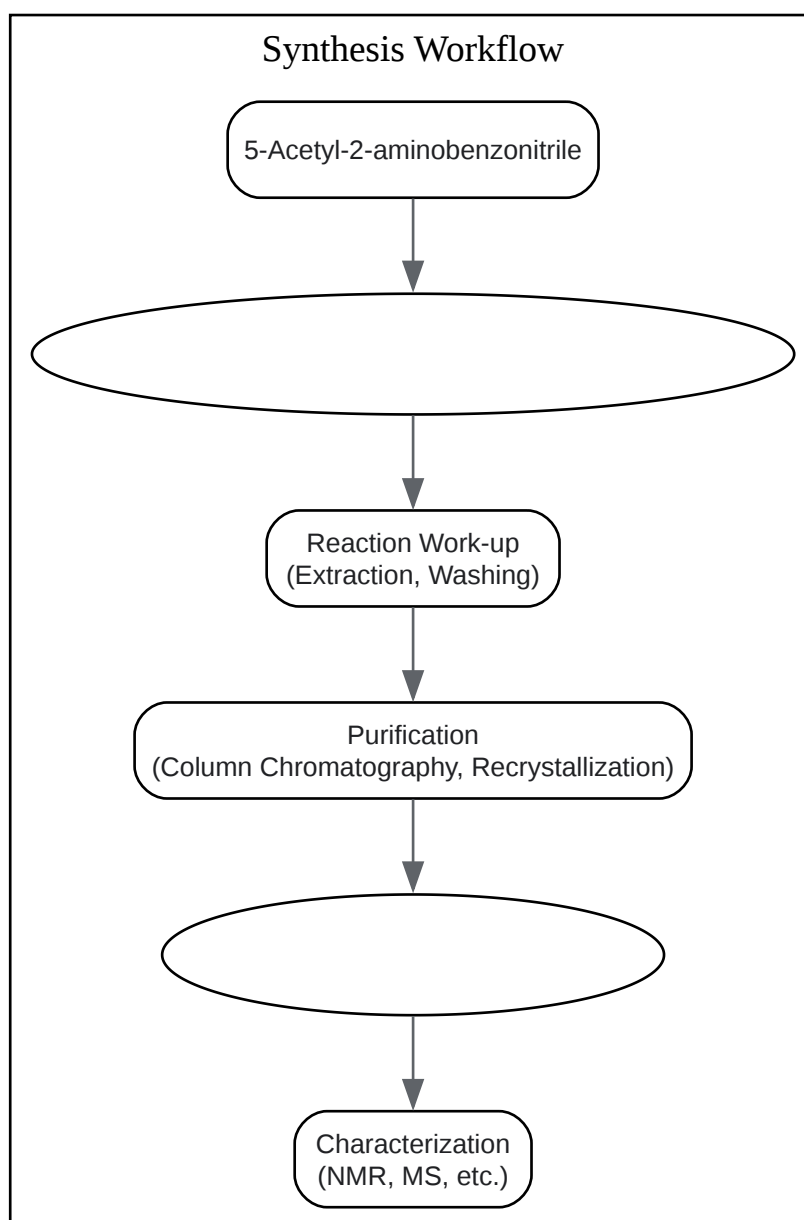 Synthesis Workflow
5-Acetyl-2-aminobenzonitrile
Reaction Work-up
(Extraction, Washing)
Purification
(Column Chromatography, Recrystallization)
Characterization
(NMR, MS, etc.)